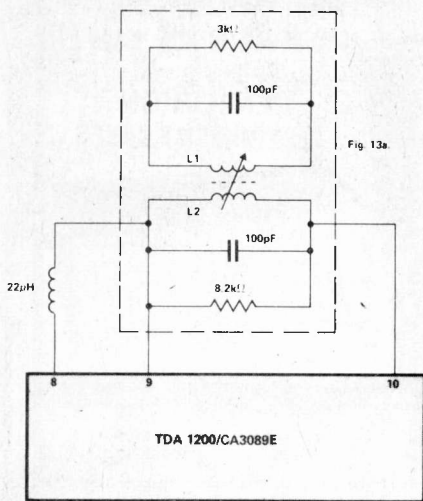 3kΩ
100pF
Fig. 13a.
L1
L2
100pF
22µH
8.2kΩ
8
9
10
TDA 1200/CA3089E